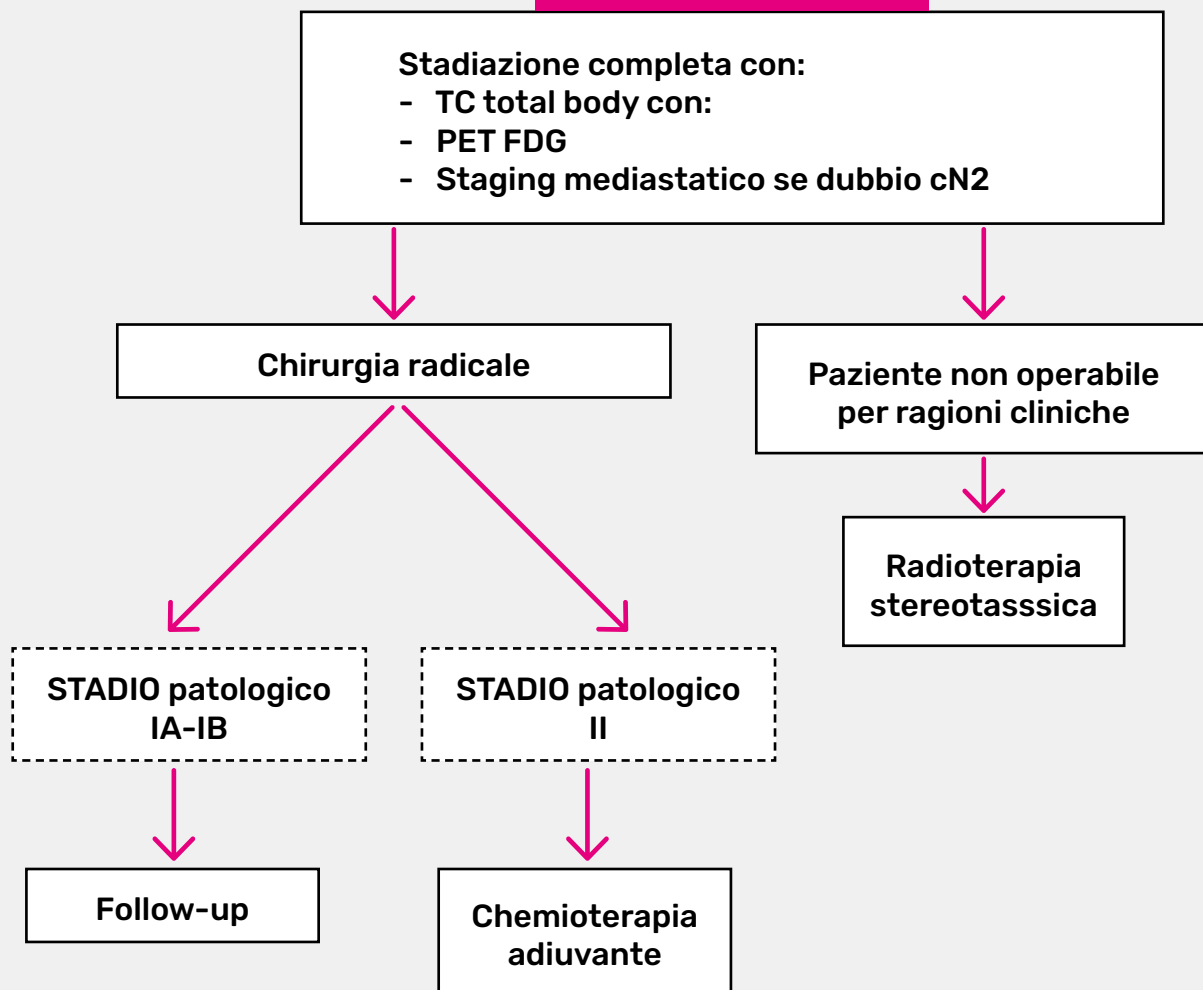 Stadiazione completa con:
- TC total body con:
- PET FDG
- Staging mediastatico se dubbio cN2
Chirurgia radicale
Paziente non operabile
per ragioni cliniche
Radioterapia
stereotasssica
STADIO patologico
IA-IB
STADIO patologico
II
Follow-up
Chemioterapia
adiuvante